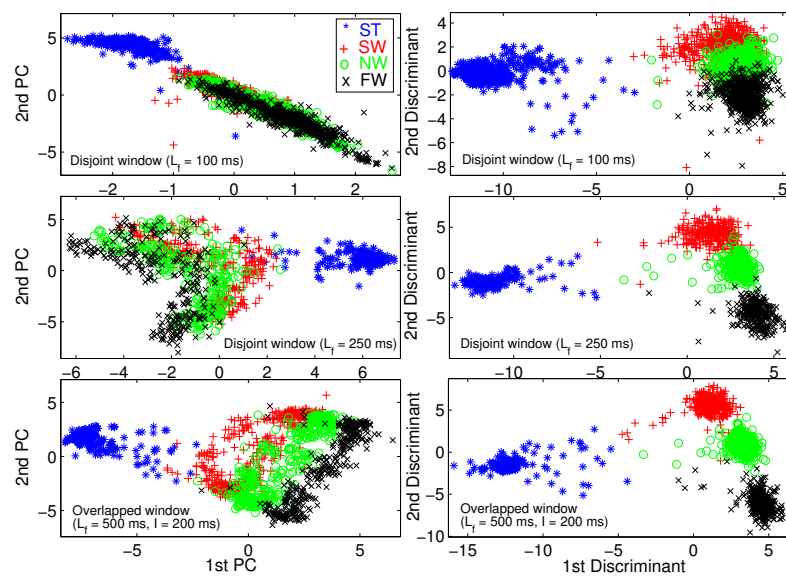 5
0
−5
2nd PC
−2 −1 0 1 2
* ST
+ SW
o NW
× FW
Disjoint window (Lf = 100 ms)
4
2
0
−2
−4
−6
−8
2nd Discriminant
−10 −5 0 5
Disjoint window (Lf = 100 ms)
10
5
0
−5
2nd PC
−6 −4 −2 0 2 4 6
Disjoint window (Lf = 250 ms)
5
0
−5
2nd Discriminant
−10 −5 0 5
Disjoint window (Lf = 250 ms)
5
0
−5
2nd PC
−5 0 5
1st PC
Overlapped window
(Lf = 500 ms, I = 200 ms)
5
0
−5
−10
2nd Discriminant
−15 −10 −5 0 5
1st Discriminant
Overlapped window
(Lf = 500 ms, I = 200 ms)